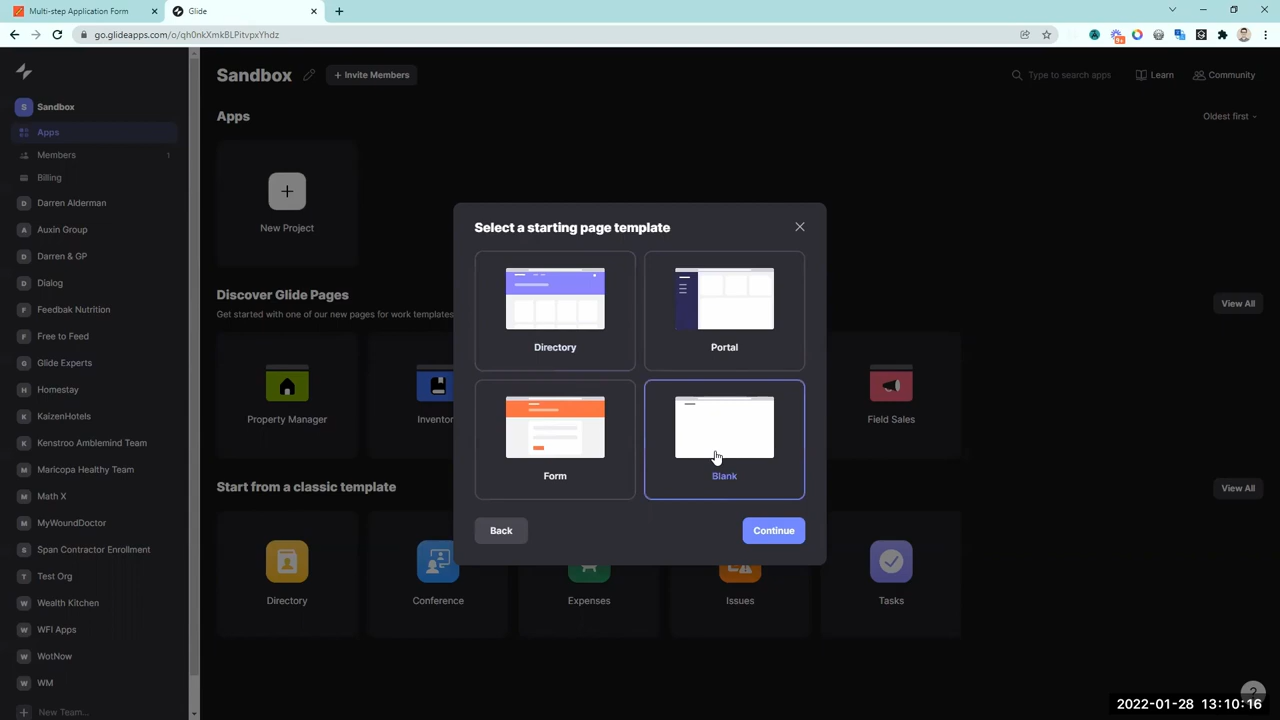 Multi-step Application Form
Glide
go.glideapps.com/o/qh0nkXmkBLPitvpxYhdz
9+
Sandbox
+ Invite Members
Type to search apps
Learn
Community
S Sandbox
Apps
Members 1
Billing
D Darren Alderman
A Auxin Group
D Darren & GP
D Dialog
F Feedbak Nutrition
F Free to Feed
G Glide Experts
H Homestay
K KaizenHotels
K Kenstroo Amblemind Team
M Maricopa Healthy Team
M Math X
M MyWoundDoctor
S Span Contractor Enrollment
T Test Org
W Wealth Kitchen
W WFI Apps
W WotNow
W WM
+ New Team...
Apps
Oldest first
New Project
Discover Glide Pages
Get started with one of our new pages for work templates
View All
Property Manager
Inventor
Field Sales
Start from a classic template
View All
Directory
Conference
Expenses
Issues
Tasks
Select a starting page template
Directory
Portal
Form
Blank
Back
Continue
?
2022-01-28 13:10:16